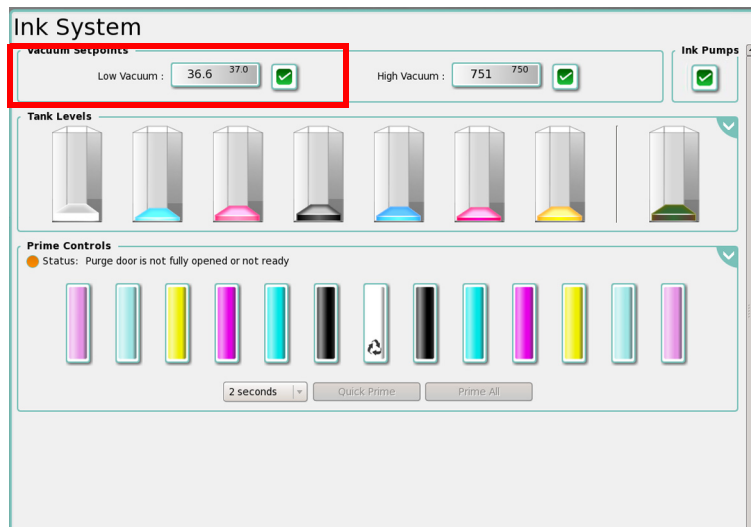 Ink System
Vacuum Setpoints
Ink Pumps
Low Vacuum : 36.6 37.0
High Vacuum : 751 750
Tank Levels
Prime Controls
Status: Purge door is not fully opened or not ready
2 seconds
Quick Prime
Prime All